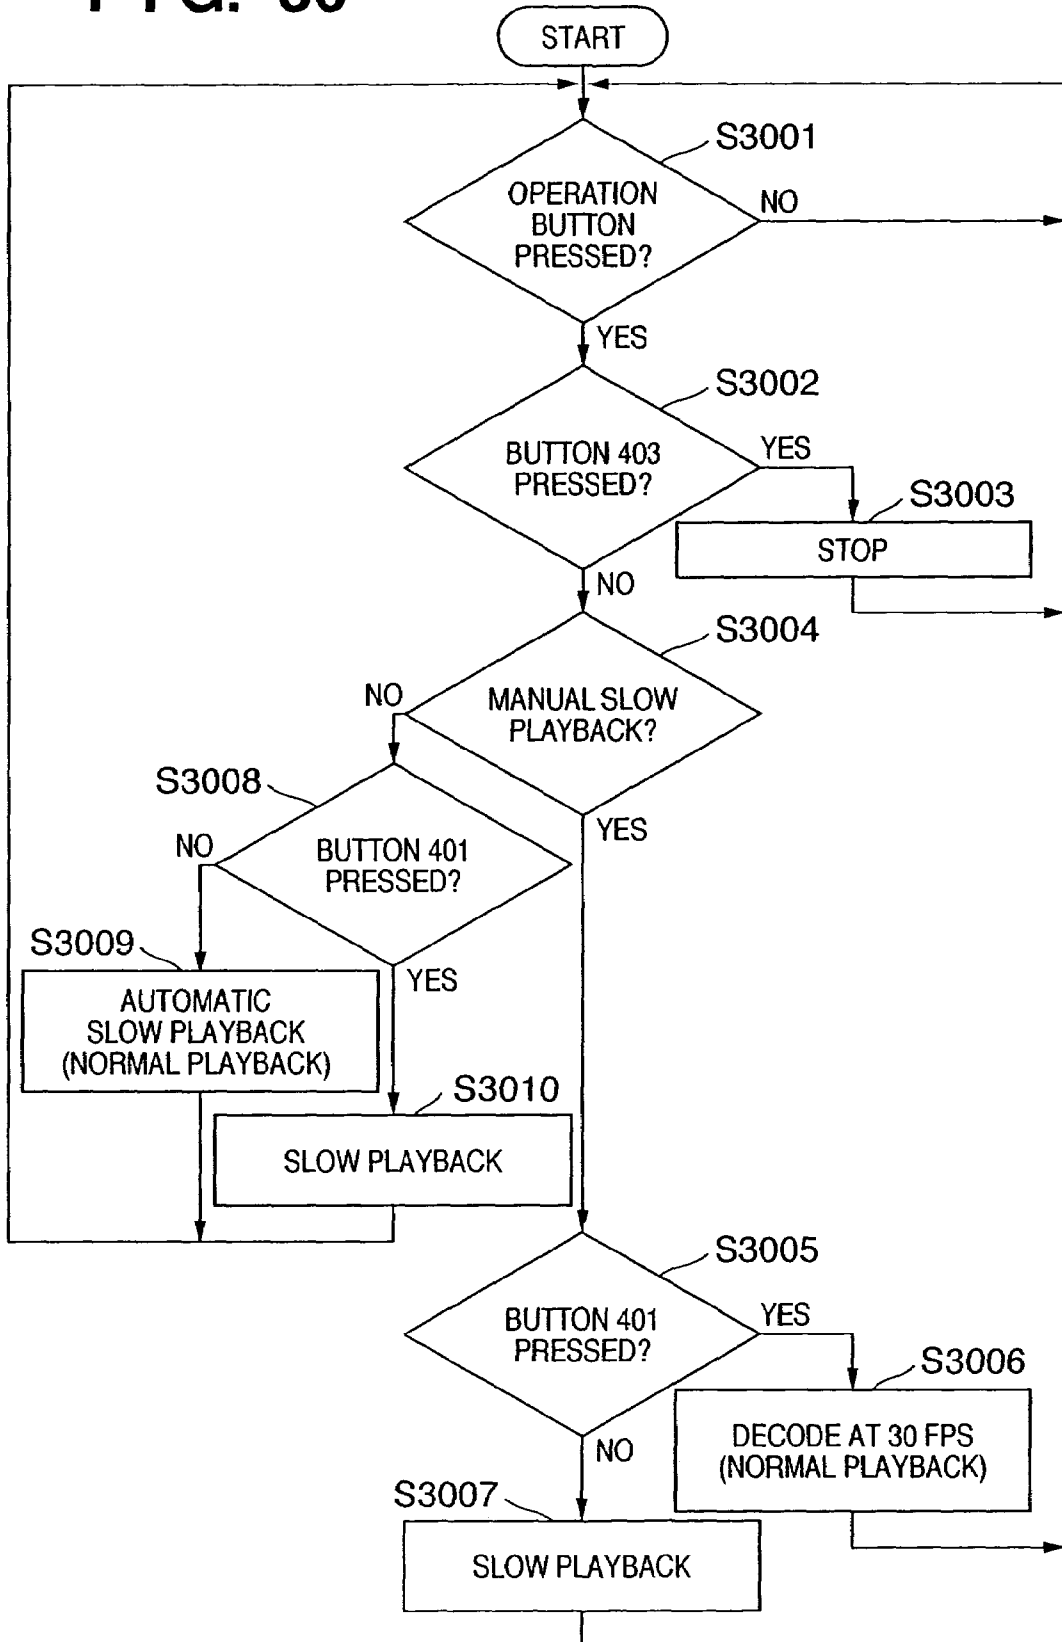 START
S3001
OPERATION
BUTTON
PRESSED?
NO
YES
S3002
BUTTON 403
PRESSED?
YES
S3003
STOP
NO
S3004
MANUAL SLOW
PLAYBACK?
NO
YES
S3008
BUTTON 401
PRESSED?
NO
YES
S3009
AUTOMATIC
SLOW PLAYBACK
(NORMAL PLAYBACK)
S3010
SLOW PLAYBACK
S3005
BUTTON 401
PRESSED?
YES
S3006
DECODE AT 30 FPS
(NORMAL PLAYBACK)
NO
S3007
SLOW PLAYBACK